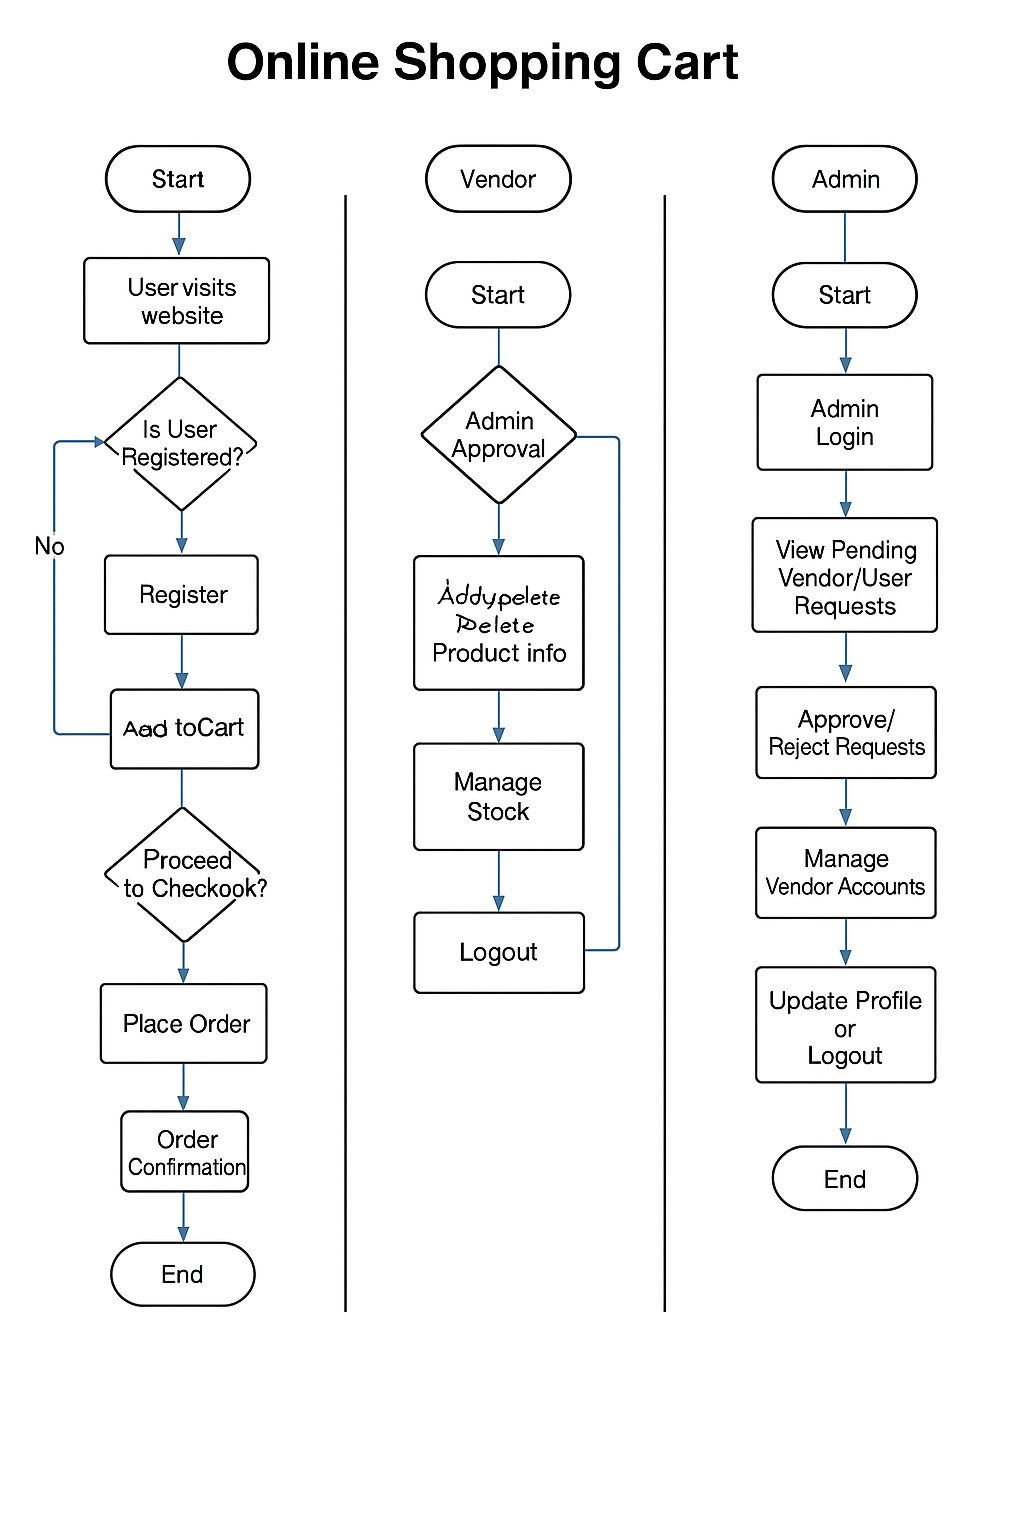 Online Shopping Cart
Start
User visits
website
Is User
Registered?
No
Register
Aad toCart
Proceed
to Checkook?
Place Order
Order
Confirmation
End
Vendor
Start
Admin
Approval
Addypelete
Delete
Product info
Manage
Stock
Logout
Admin
Start
Admin
Login
View Pending
Vendor/User
Requests
Approve/
Reject Requests
Manage
Vendor Accounts
Update Profile
or
Logout
End